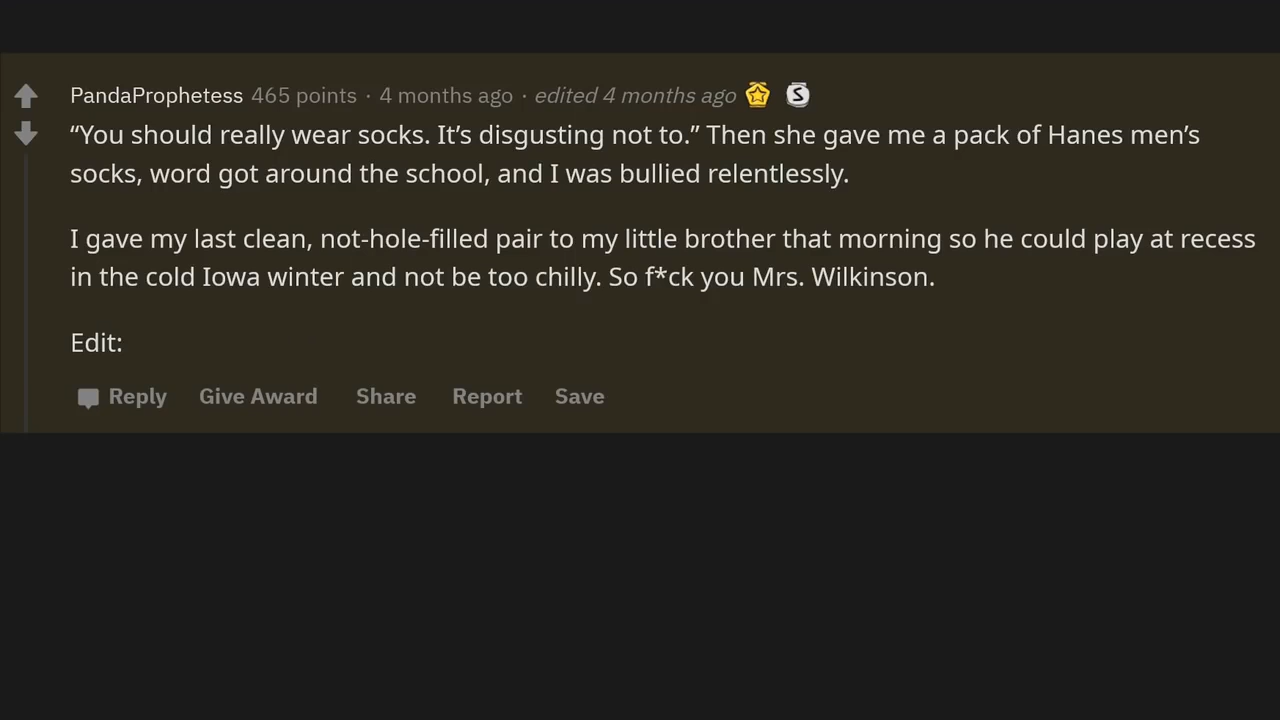 PandaProphetess 465 points · 4 months ago · edited 4 months ago S
“You should really wear socks. It’s disgusting not to.” Then she gave me a pack of Hanes men’s
socks, word got around the school, and I was bullied relentlessly.
I gave my last clean, not-hole-filled pair to my little brother that morning so he could play at recess
in the cold Iowa winter and not be too chilly. So f*ck you Mrs. Wilkinson.
Edit:
Reply Give Award Share Report Save